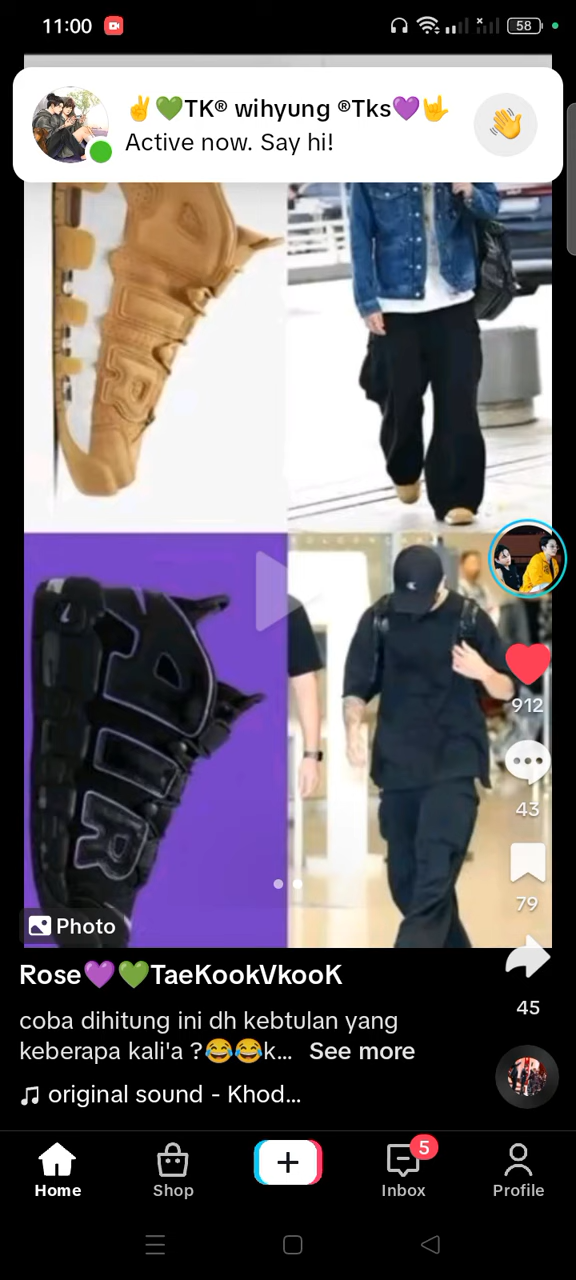 11:00
58
✌️💚TK® wihyung ®Tks💜🤟
Active now. Say hi!
AIR
R
912
43
79
45
Photo
Rose💜💚TaeKookVkooK
coba dihitung ini dh kebtulan yang
keberapa kali'a ?😂😂k... See more
original sound - Khod...
Home
Shop
Inbox
5
Profile